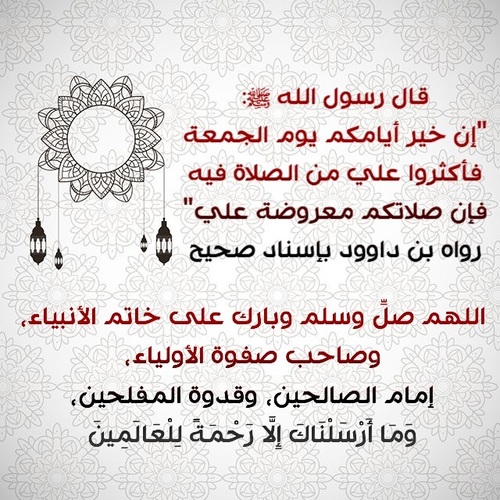 قال رسول الله ﷺ:
"إن خير أيامكم يوم الجمعة
فأكثروا علي من الصلاة فيه
فإن صلاتكم معروضة علي"
رواه بن داوود بإسناد صحيح
اللهم صلِّ وسلم وبارك على خاتم الأنبياء،
وصاحب صفوة الأولياء،
إمام الصالحين، وقدوة المفلحين،
وَمَا أَرْسَلْنَاكَ إِلَّا رَحْمَةً لِلْعَالَمِينَ